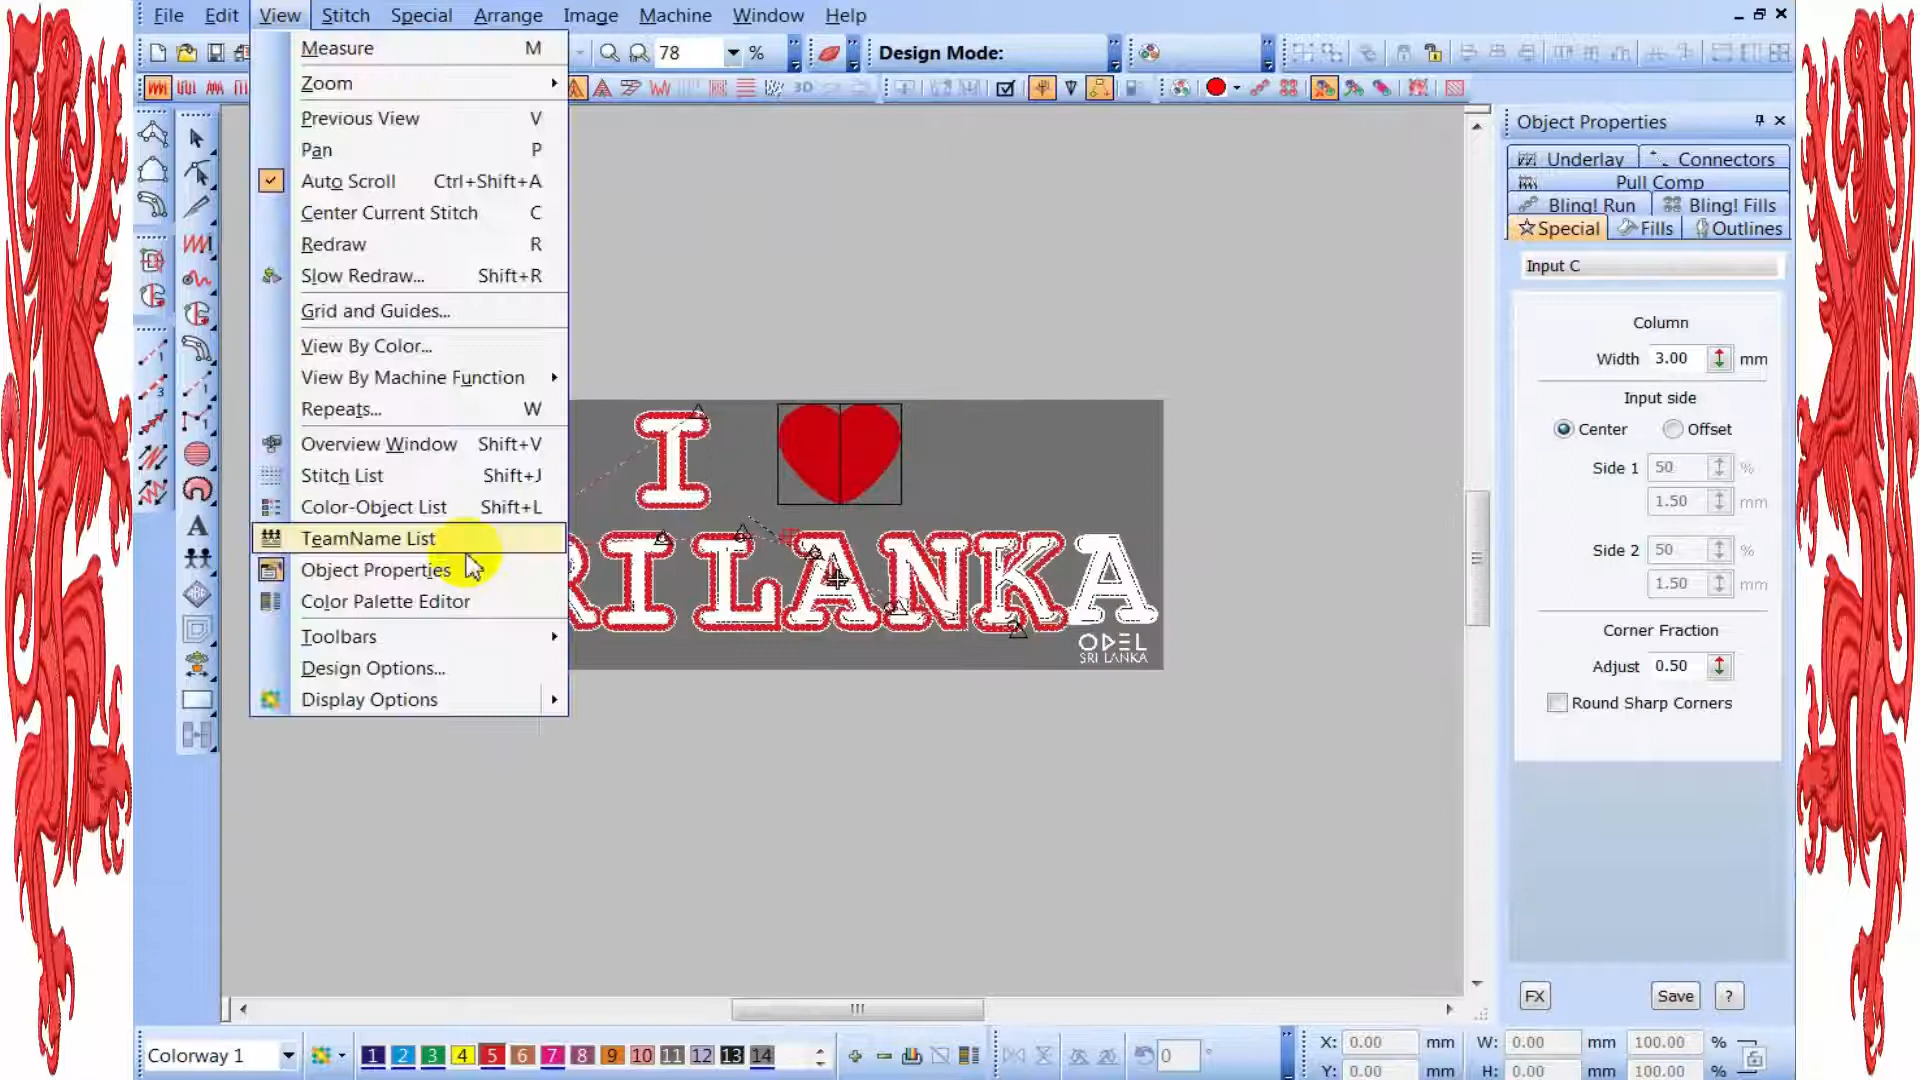 File Edit View Stitch Special Arrange Image Machine Window Help
78 % Design Mode:
3D
Measure M
Zoom
Previous View V
Pan P
Auto Scroll Ctrl+Shift+A
Center Current Stitch C
Redraw R
Slow Redraw... Shift+R
Grid and Guides...
View By Color...
View By Machine Function
Repeats... W
Overview Window Shift+V
Stitch List Shift+J
Color-Object List Shift+L
TeamName List
Object Properties
Color Palette Editor
Toolbars
Design Options...
Display Options
I
RI LANKA
ODEL
SRI LANKA
Object Properties
Underlay Connectors
Pull Comp
Bling! Run Bling! Fills
Special Fills Outlines
Input C
Column
Width 3.00 mm
Input side
Center Offset
Side 1 50 %
1.50 mm
Side 2 50 %
1.50 mm
Corner Fraction
Adjust 0.50
Round Sharp Corners
FX Save ?
Colorway 1 1 2 3 4 5 6 7 8 9 10 11 12 13 14 0 °
X: 0.00 mm W: 0.00 mm 100.00 %
Y: 0.00 mm H: 0.00 mm 100.00 %